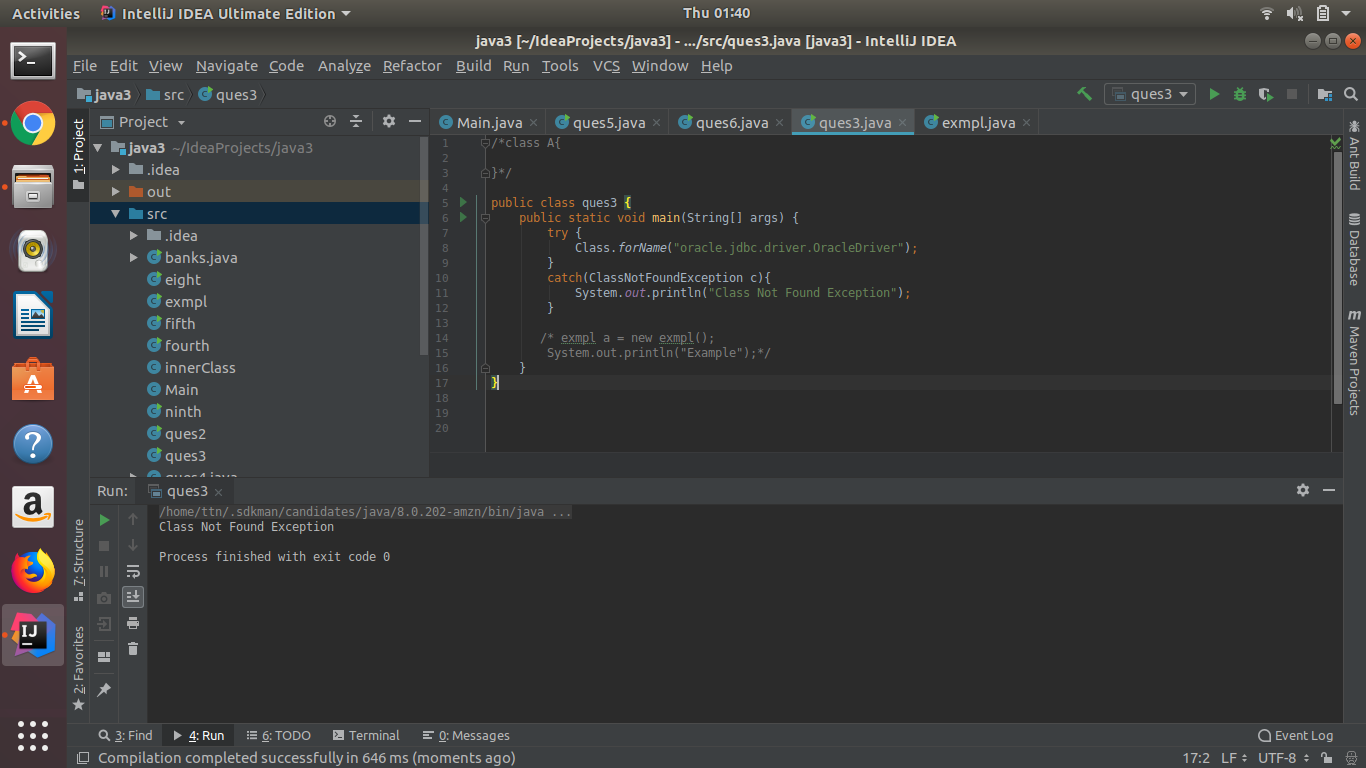 Activities IntelliJ IDEA Ultimate Edition Thu 01:40
java3 [~/IdeaProjects/java3] - .../src/ques3.java [java3] - IntelliJ IDEA
File Edit View Navigate Code Analyze Refactor Build Run Tools VCS Window Help
java3 src ques3 ques3
1: Project
7: Structure
2: Favorites
Project
java3 ~/IdeaProjects/java3
.idea
out
src
.idea
banks.java
eight
exmpl
fifth
fourth
innerClass
Main
ninth
ques2
ques3
ques4.java
Main.java ques5.java ques6.java ques3.java exmpl.java
1 /*class A{
2
3 }*/
4
5 public class ques3 {
6 public static void main(String[] args) {
7 try {
8 Class.forName("oracle.jdbc.driver.OracleDriver");
9 }
10 catch(ClassNotFoundException c){
11 System.out.println("Class Not Found Exception");
12 }
13
14 /* exmpl a = new exmpl();
15 System.out.println("Example");*/
16 }
17 }
18
19
20
Ant Build
Database
m Maven Projects
Run: ques3
/home/ttn/.sdkman/candidates/java/8.0.202-amzn/bin/java ...
Class Not Found Exception
Process finished with exit code 0
3: Find 4: Run 6: TODO Terminal 0: Messages Event Log
Compilation completed successfully in 646 ms (moments ago) 17:2 LF UTF-8
A
?
a
IJ